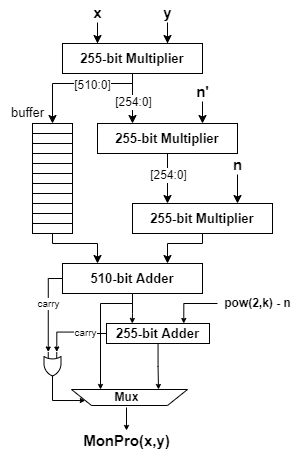 x y
255-bit Multiplier
[510:0]
[254:0]
n'
buffer
255-bit Multiplier
[254:0]
n
255-bit Multiplier
510-bit Adder
carry
pow(2,k) - n
carry
255-bit Adder
Mux
MonPro(x,y)